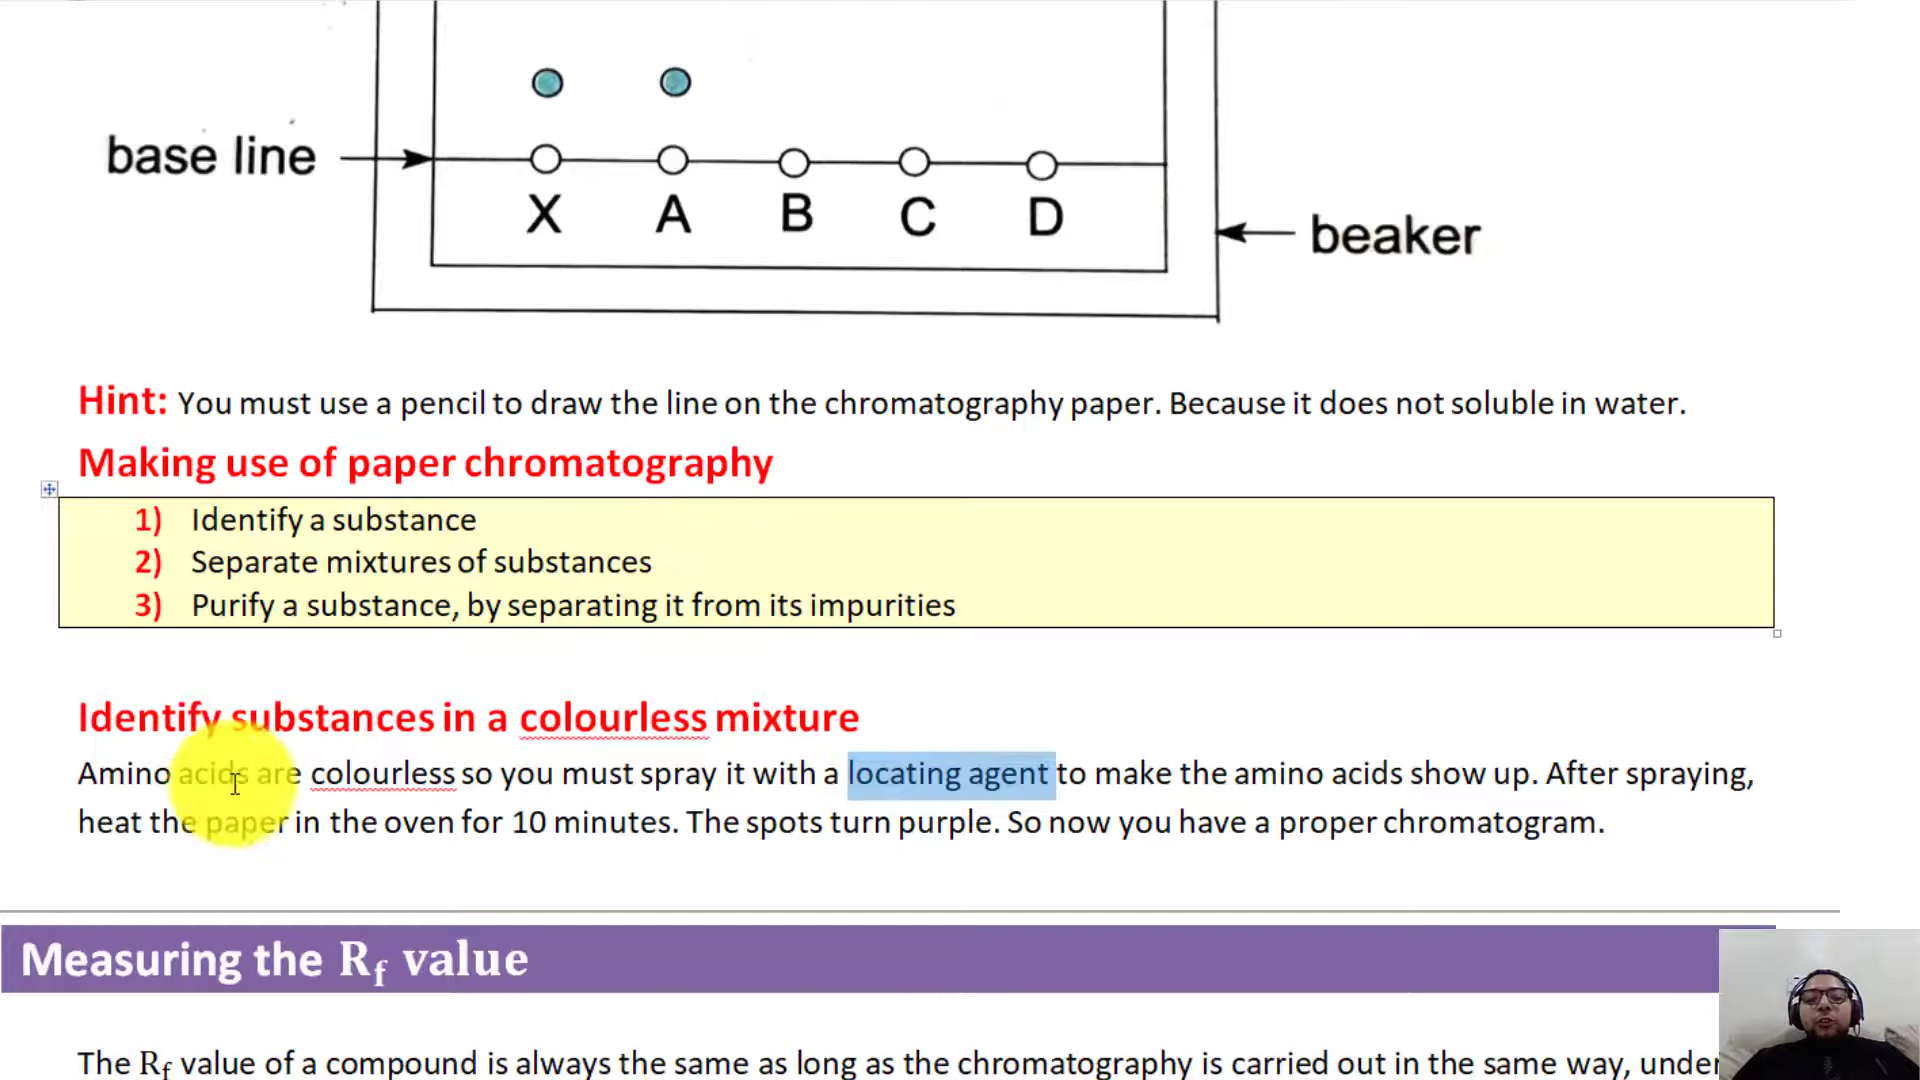 base line
X A B C D
beaker
Hint: You must use a pencil to draw the line on the chromatography paper. Because it does not soluble in water.
Making use of paper chromatography
1) Identify a substance
2) Separate mixtures of substances
3) Purify a substance, by separating it from its impurities
Identify substances in a colourless mixture
Amino acids are colourless so you must spray it with a locating agent to make the amino acids show up. After spraying,
heat the paper in the oven for 10 minutes. The spots turn purple. So now you have a proper chromatogram.
Measuring the Rf value
The Rf value of a compound is always the same as long as the chromatography is carried out in the same way, under